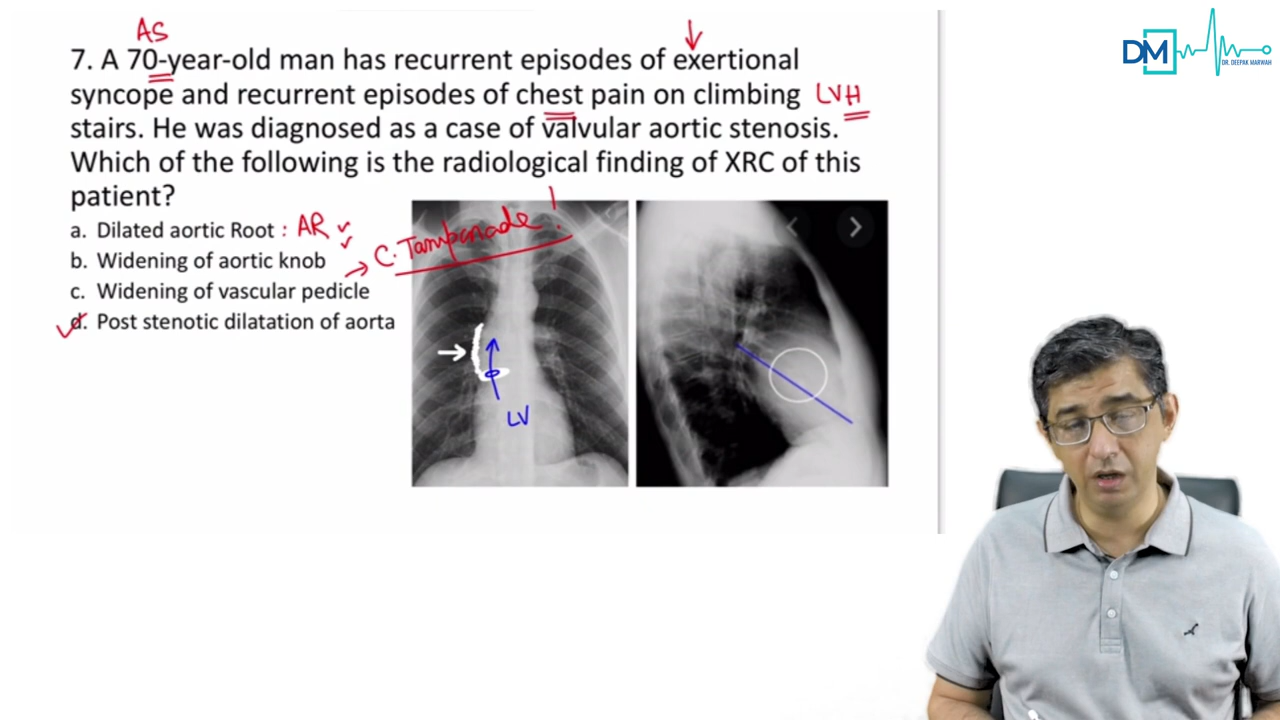 AS
7. A 70-year-old man has recurrent episodes of exertional
syncope and recurrent episodes of chest pain on climbing LVH
stairs. He was diagnosed as a case of valvular aortic stenosis.
Which of the following is the radiological finding of XRC of this
patient?
a. Dilated aortic Root : AR
b. Widening of aortic knob
C. Tamponade !
c. Widening of vascular pedicle
d. Post stenotic dilatation of aorta
LV
DM
DR. DEEPAK MARWAH